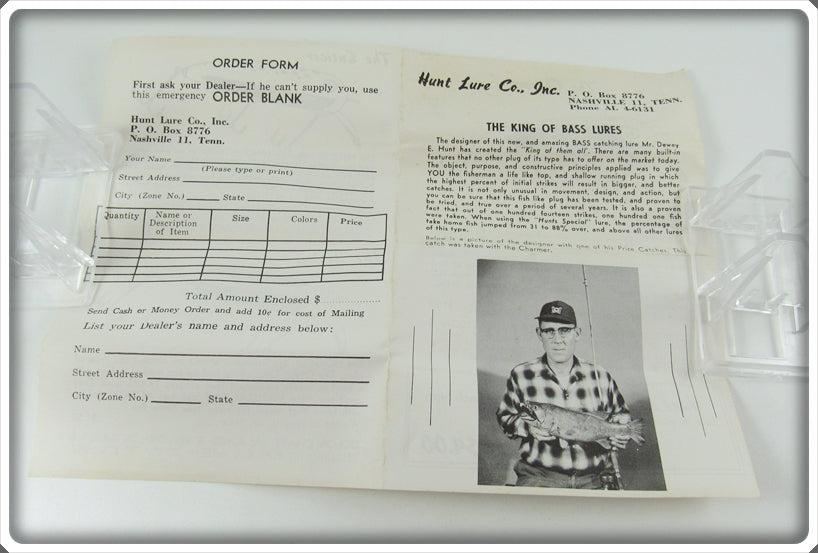 ORDER FORM
First ask your Dealer—If he can't supply you, use
this emergency ORDER BLANK
Hunt Lure Co., Inc.
P. O. Box 8776
Nashville 11, Tenn.
Your Name
(Please type or print)
Street Address
City (Zone No.) State
Quantity Name or Description of Item Size Colors Price
Total Amount Enclosed $
Send Cash or Money Order and add 10¢ for cost of Mailing
List your Dealer's name and address below:
Name
Street Address
City (Zone No.) State
Hunt Lure Co., Inc.
P. O. Box 8776
NASHVILLE 11, TENN.
Phone AL 4-6131
THE KING OF BASS LURES
The designer of this new, and amazing BASS catching lure Mr. Dewey
E. Hunt has created the "King of them all". There are many built-in
features that no other plug of its type has to offer on the market today.
The object, purpose, and constructive principles applied was to give
YOU the fisherman a life like top, and shallow running plug in which
the highest percent of initial strikes will result in bigger, and better
catches. It is not only unusual in movement, design, and action, but
you can be sure that this fish like plug has been tested, and proven to
be tried, and true over a period of several years. It is also a proven
fact that out of one hundred fourteen strikes, one hundred one fish
were taken. When using the "Hunts Special" lure, the percentage of
take home fish jumped from 31 to 88% over, and above all other lures
of this type.
Below is a picture of the designer with one of his Prize Catches. This
catch was taken with the Charmer.